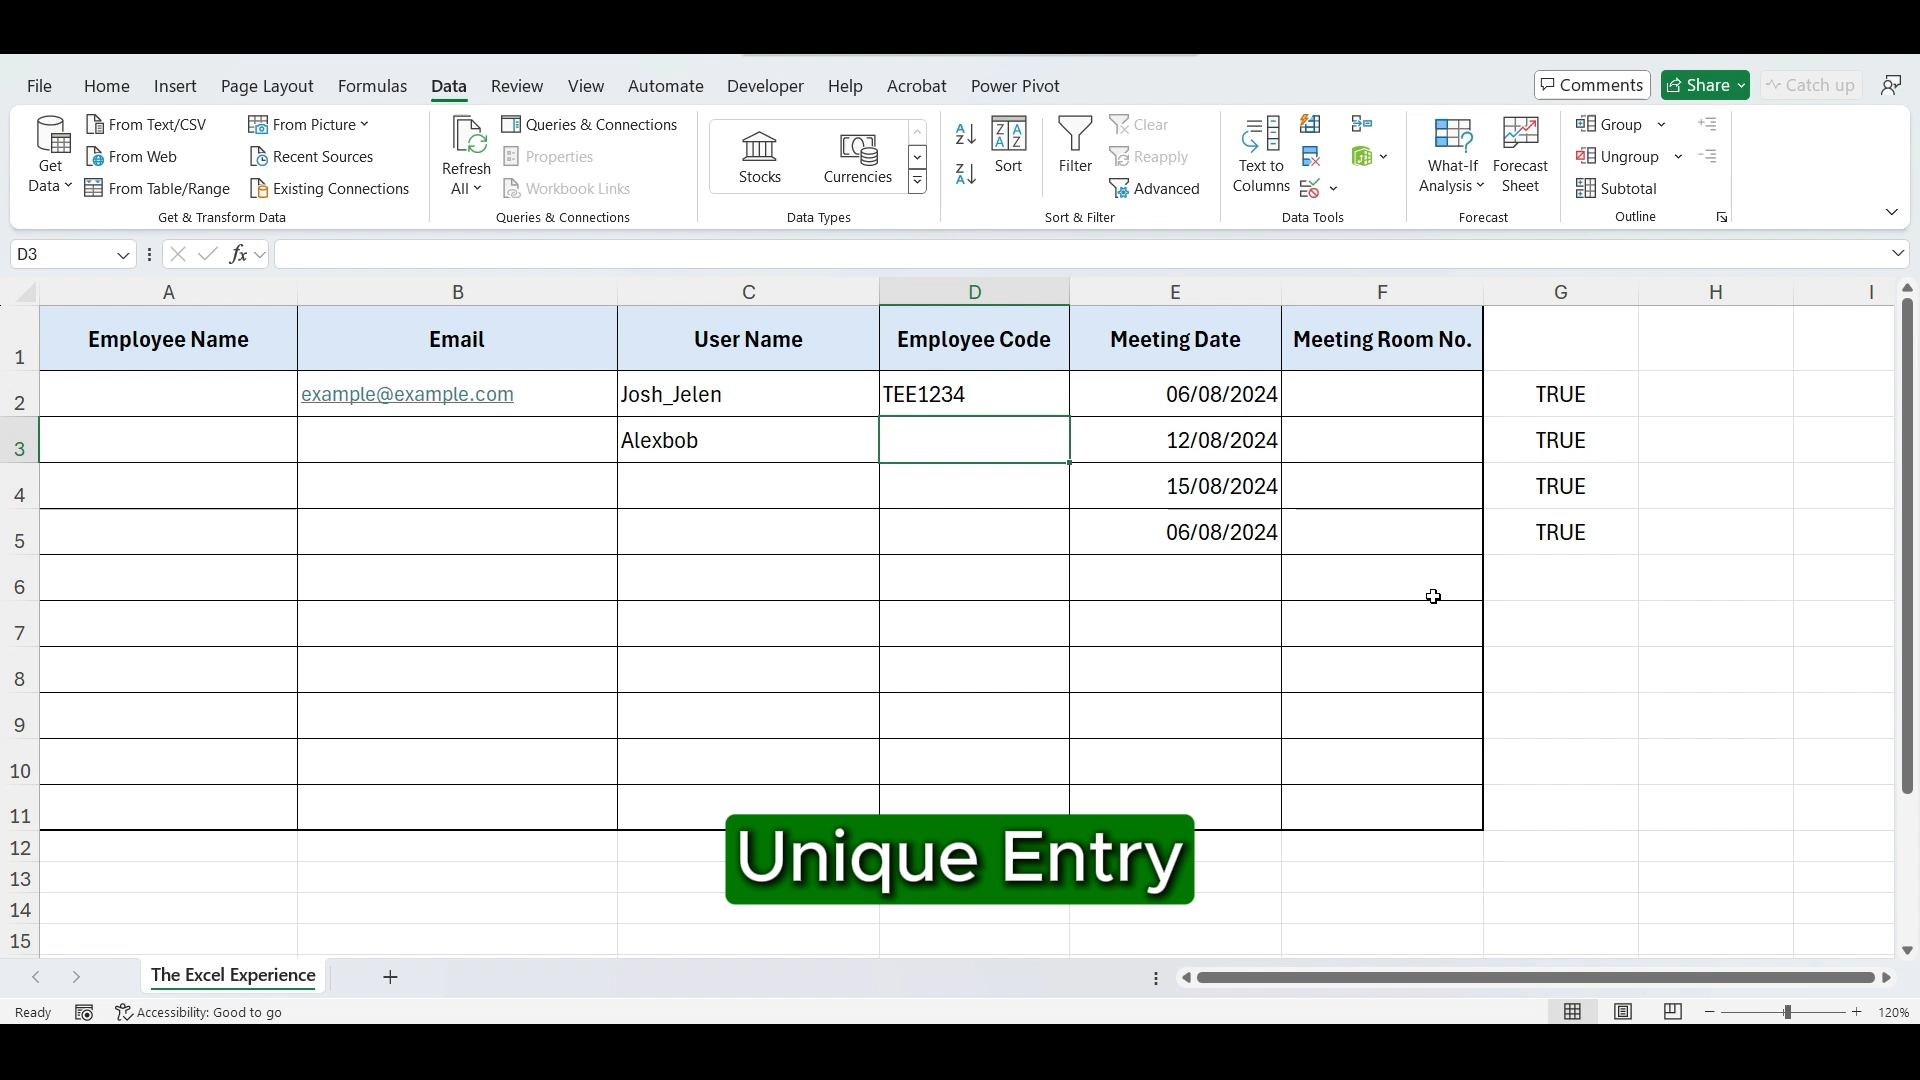 File Home Insert Page Layout Formulas Data Review View Automate Developer Help Acrobat Power Pivot Comments Share Catch up
Get Data
From Text/CSV
From Web
From Table/Range
From Picture
Recent Sources
Existing Connections
Get & Transform Data
Refresh All
Queries & Connections
Properties
Workbook Links
Queries & Connections
Stocks Currencies
Data Types
Sort
Filter
Clear
Reapply
Advanced
Sort & Filter
Text to Columns
Data Tools
What-If Analysis
Forecast Sheet
Forecast
Group
Ungroup
Subtotal
Outline
D3 fx
A B C D E F G H I
1 Employee Name Email User Name Employee Code Meeting Date Meeting Room No.
2 example@example.com Josh_Jelen TEE1234 06/08/2024 TRUE
3 Alexbob 12/08/2024 TRUE
4 15/08/2024 TRUE
5 06/08/2024 TRUE
6
7
8
9
10
11
12
13
14
15
Unique Entry
The Excel Experience
Ready Accessibility: Good to go 120%